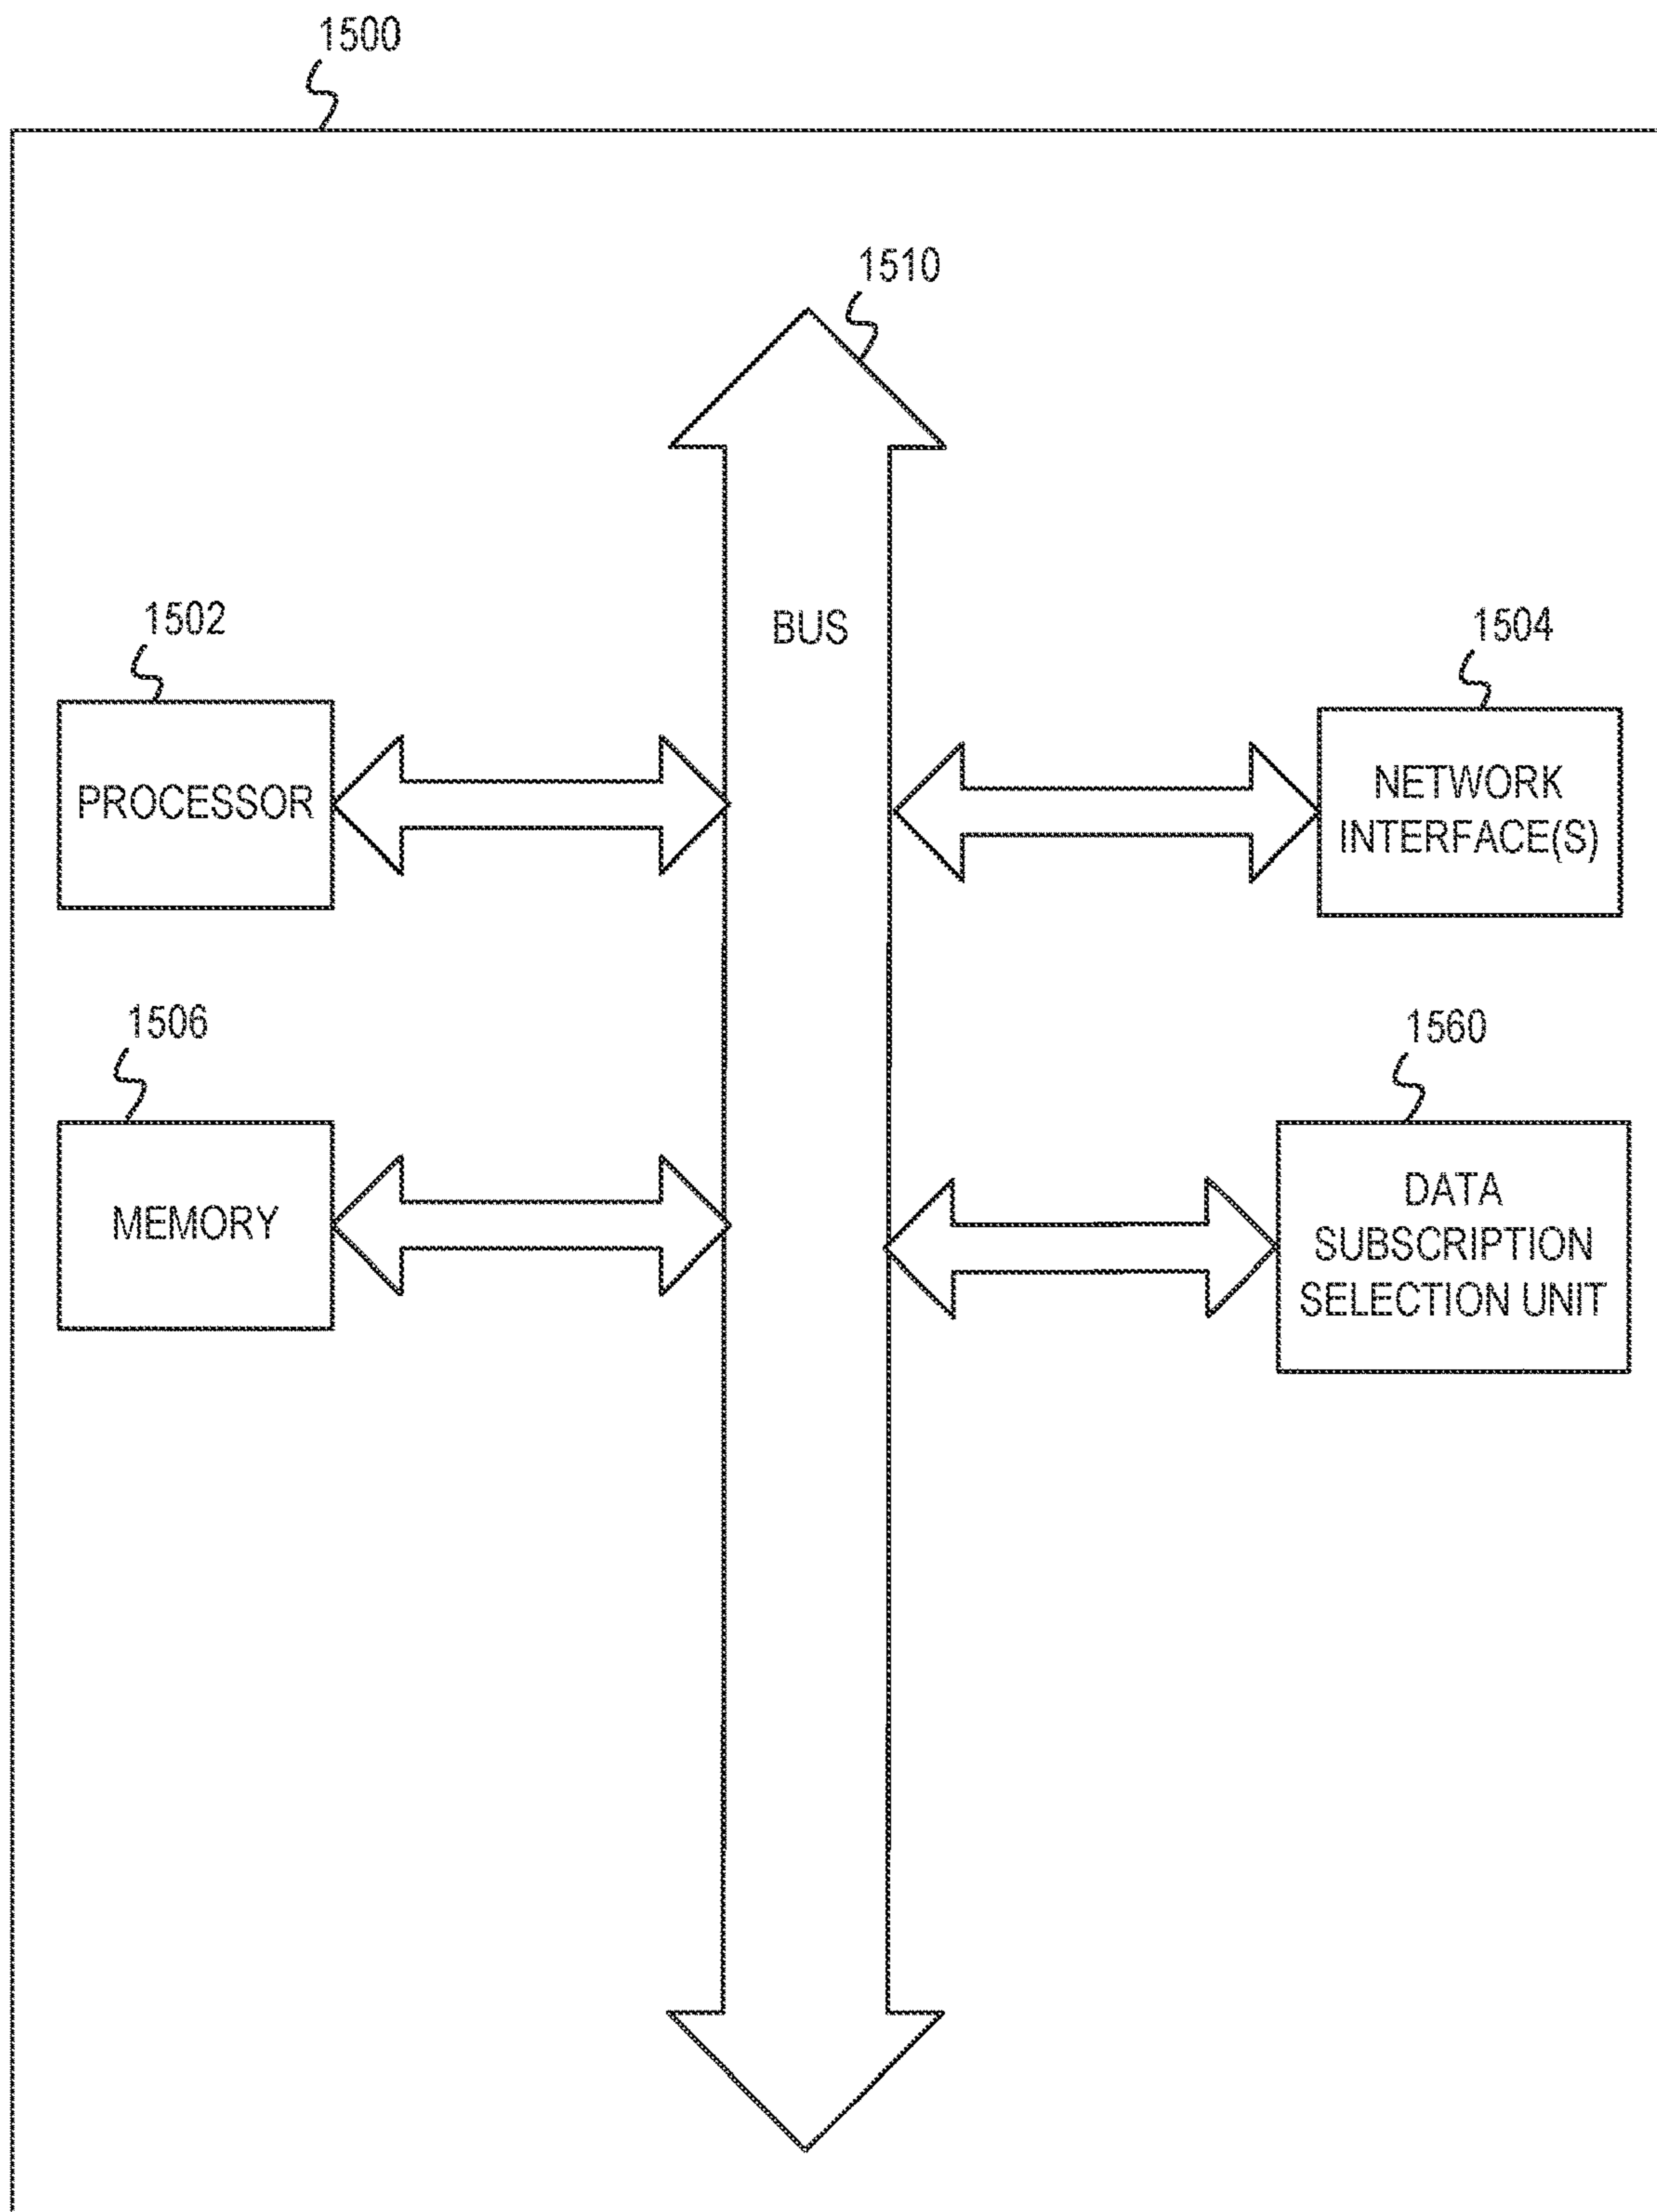 1500
1510
1502
BUS
1504
PROCESSOR
NETWORK
INTERFACE(S)
1506
1560
MEMORY
DATA
SUBSCRIPTION
SELECTION UNIT